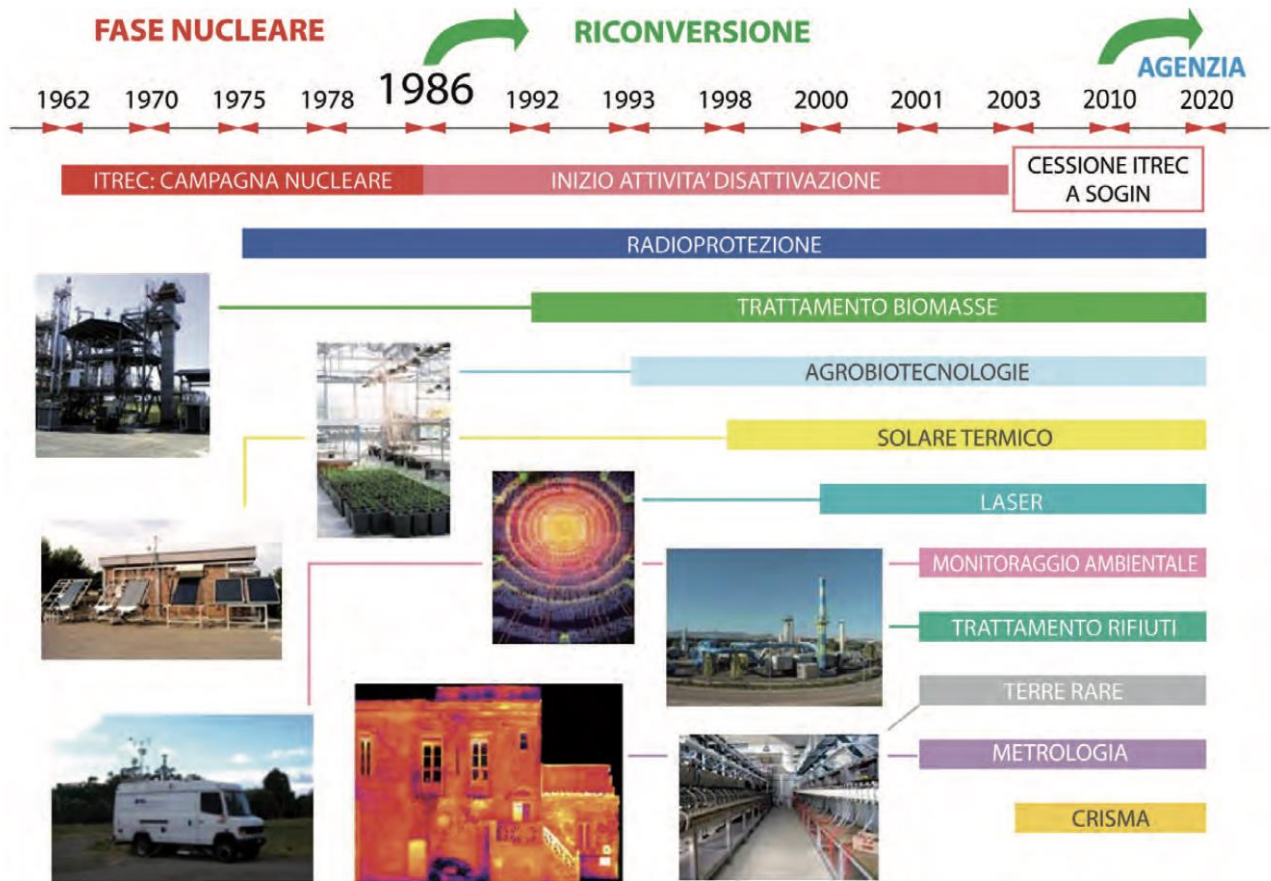 FASE NUCLEARE
RICONVERSIONE
AGENZIA
1962 1970 1975 1978 1986 1992 1993 1998 2000 2001 2003 2010 2020
ITREC: CAMPAGNA NUCLEARE
INIZIO ATTIVITA' DISATTIVAZIONE
CESSIONE ITREC
A SOGIN
RADIOPROTEZIONE
TRATTAMENTO BIOMASSE
AGROBIOTECNOLOGIE
SOLARE TERMICO
LASER
MONITORAGGIO AMBIENTALE
TRATTAMENTO RIFIUTI
TERRE RARE
METROLOGIA
CRISMA